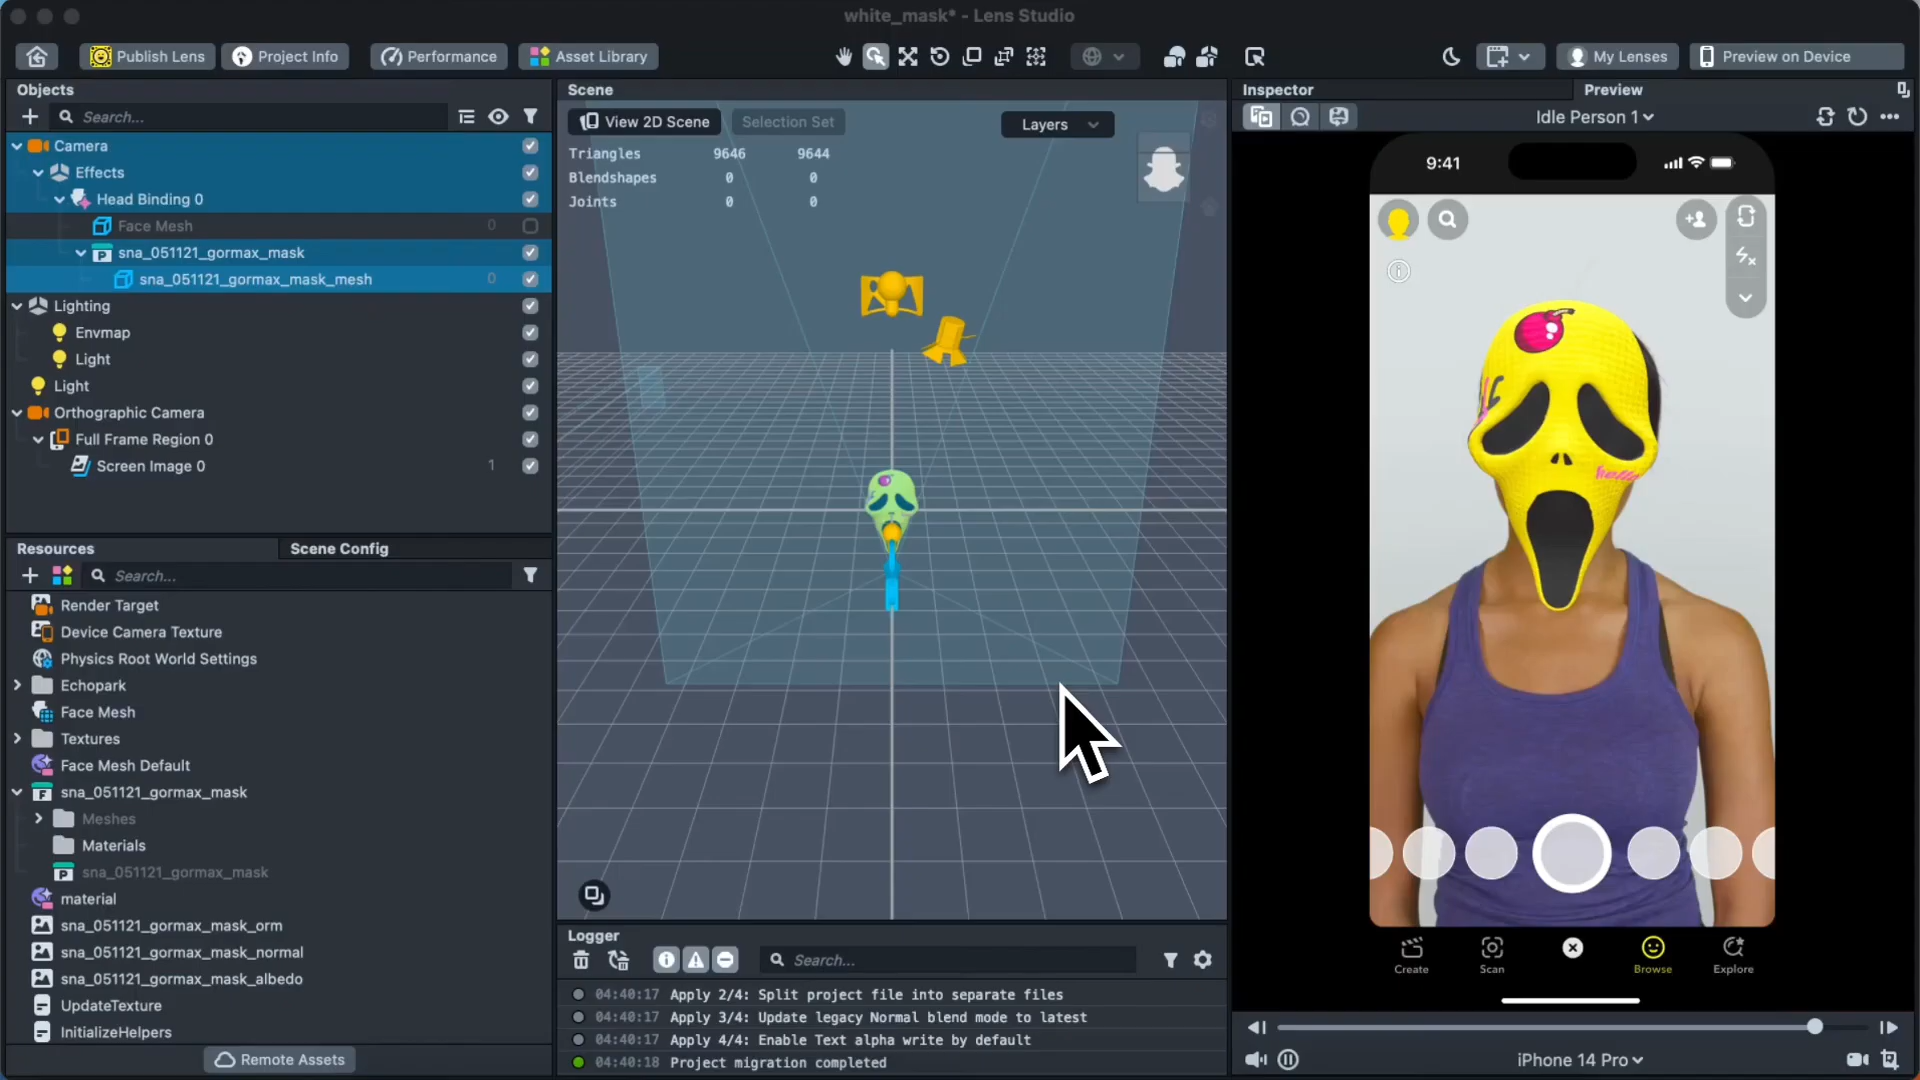 white_mask* - Lens Studio
Publish Lens
Project Info
Performance
Asset Library
My Lenses
Preview on Device
Objects
Search...
Camera
Effects
Head Binding 0
Face Mesh 0
sna_051121_gormax_mask
sna_051121_gormax_mask_mesh 0
Lighting
Envmap
Light
Light
Orthographic Camera
Full Frame Region 0
Screen Image 0 1
Resources
Scene Config
Search...
Render Target
Device Camera Texture
Physics Root World Settings
Echopark
Face Mesh
Textures
Face Mesh Default
sna_051121_gormax_mask
Meshes
Materials
sna_051121_gormax_mask
material
sna_051121_gormax_mask_orm
sna_051121_gormax_mask_normal
sna_051121_gormax_mask_albedo
UpdateTexture
InitializeHelpers
Remote Assets
Scene
View 2D Scene
Selection Set
Layers
Triangles 9646 9644
Blendshapes 0 0
Joints 0 0
Logger
Search...
04:40:17 Apply 2/4: Split project file into separate files
04:40:17 Apply 3/4: Update legacy Normal blend mode to latest
04:40:17 Apply 4/4: Enable Text alpha write by default
04:40:18 Project migration completed
Inspector
Preview
Idle Person 1
9:41
hello
Create
Scan
Browse
Explore
iPhone 14 Pro